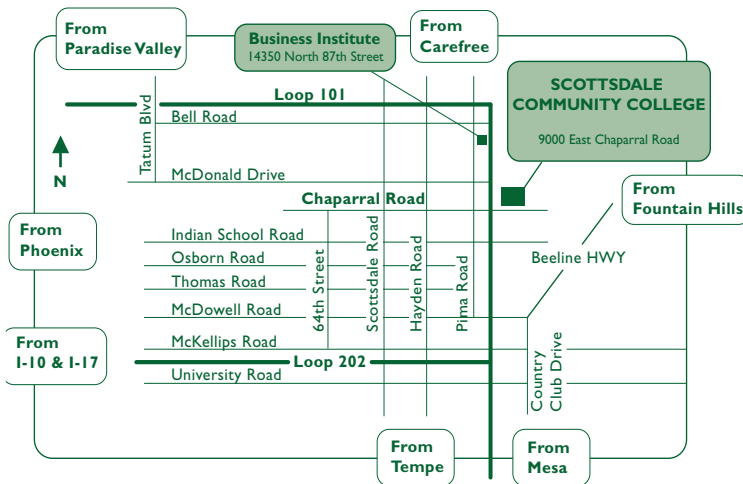 From
Paradise Valley
Business Institute
14350 North 87th Street
From
Carefree
SCOTTSDALE
COMMUNITY COLLEGE
9000 East Chaparral Road
Loop 101
Bell Road
Tatum Blvd
N
McDonald Drive
Chaparral Road
From
Fountain Hills
From
Phoenix
Indian School Road
Osborn Road
Thomas Road
McDowell Road
McKellips Road
64th Street
Scottsdale Road
Hayden Road
Pima Road
Beeline HWY
From
I-10 & I-17
Loop 202
University Road
Country
Club Drive
From
Tempe
From
Mesa